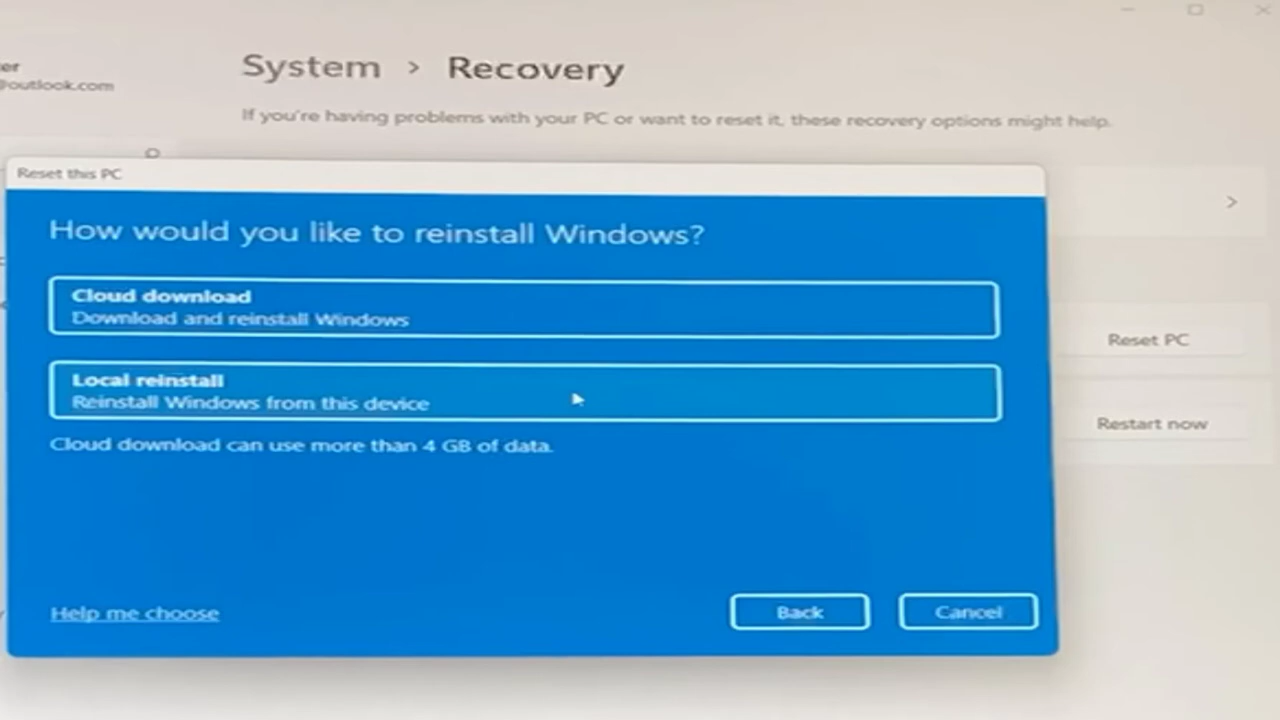 @outlook.com
System > Recovery
If you're having problems with your PC or want to reset it, these recovery options might help.
Reset this PC
How would you like to reinstall Windows?
Cloud download
Download and reinstall Windows
Local reinstall
Reinstall Windows from this device
Cloud download can use more than 4 GB of data.
Help me choose
Back
Cancel
Reset PC
Restart now